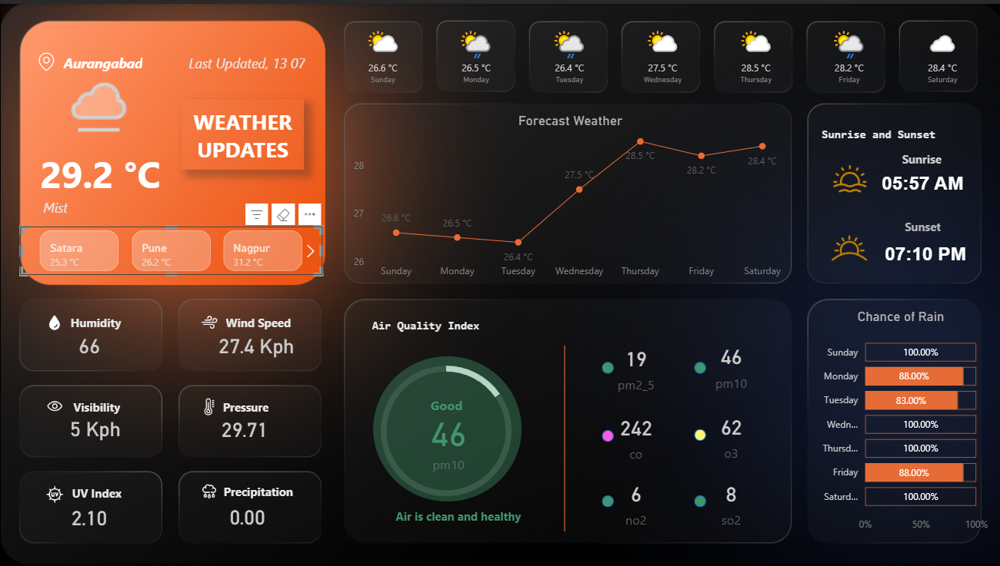 Aurangabad
Last Updated, 13 07
WEATHER
UPDATES
29.2 °C
Mist
Satara
25.3 °C
Pune
26.2 °C
Nagpur
31.2 °C
26.6 °C
Sunday
26.5 °C
Monday
26.4 °C
Tuesday
27.5 °C
Wednesday
28.5 °C
Thursday
28.2 °C
Friday
28.4 °C
Saturday
Forecast Weather
28
27
26
26.6 °C
26.5 °C
26.4 °C
27.5 °C
28.5 °C
28.2 °C
28.4 °C
Sunday Monday Tuesday Wednesday Thursday Friday Saturday
Sunrise and Sunset
Sunrise
05:57 AM
Sunset
07:10 PM
Humidity
66
Wind Speed
27.4 Kph
Visibility
5 Kph
Pressure
29.71
UV
UV Index
2.10
Precipitation
0.00
Air Quality Index
Good
46
pm10
Air is clean and healthy
19
pm2_5
46
pm10
242
co
62
o3
6
no2
8
so2
Chance of Rain
Sunday 100.00%
Monday 88.00%
Tuesday 83.00%
Wedn... 100.00%
Thursd... 100.00%
Friday 88.00%
Saturd... 100.00%
0% 50% 100%